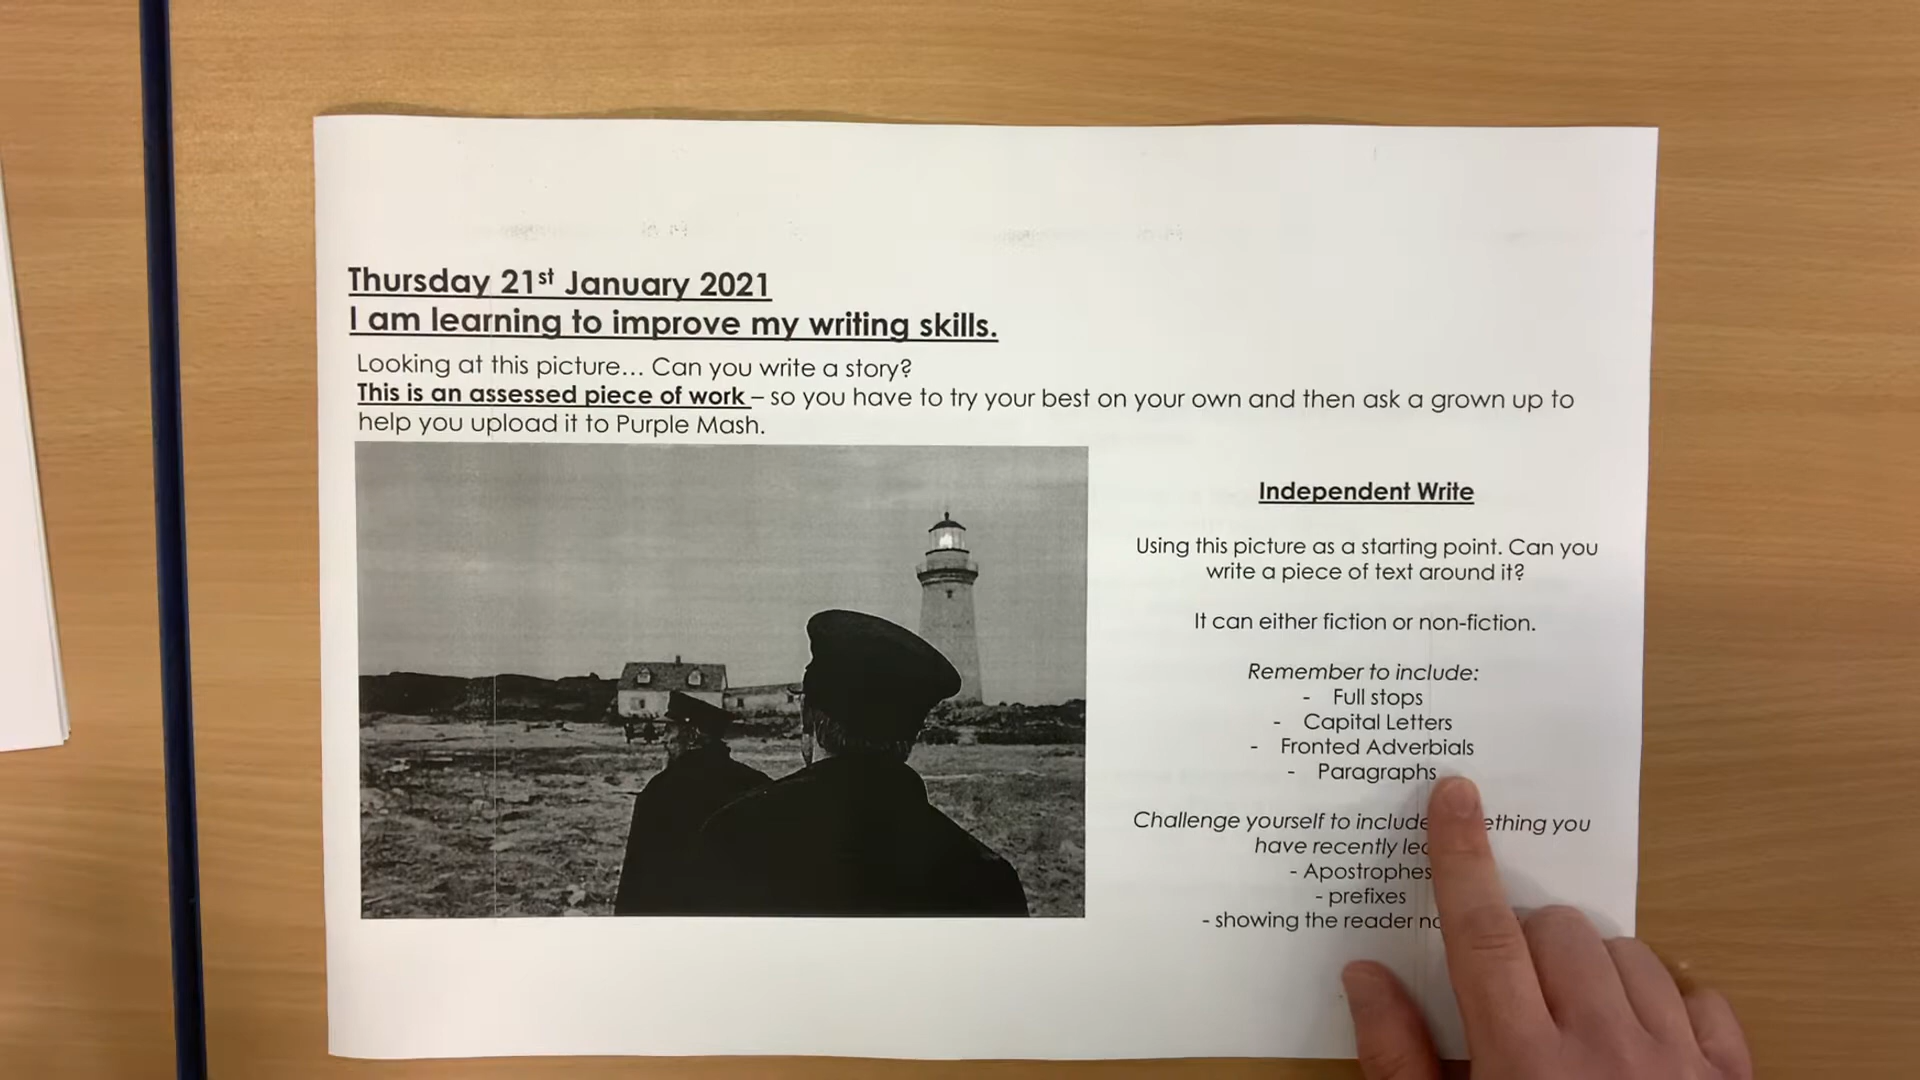 Thursday 21st January 2021
I am learning to improve my writing skills.
Looking at this picture... Can you write a story?
This is an assessed piece of work – so you have to try your best on your own and then ask a grown up to
help you upload it to Purple Mash.
Independent Write
Using this picture as a starting point. Can you
write a piece of text around it?
It can either fiction or non-fiction.
Remember to include:
- Full stops
- Capital Letters
- Fronted Adverbials
- Paragraphs
Challenge yourself to include you
have recently
- Apostrophes
- prefixes
- showing the reader